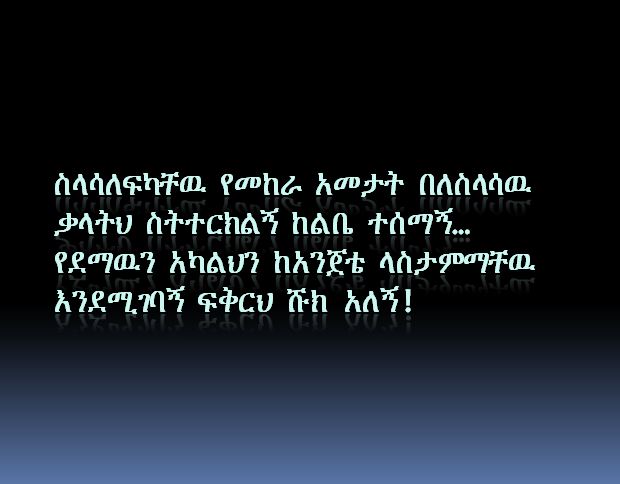 ስላሳለፍካቸዉ የመከራ አመታት በለስላሳዉ
ቃላትህ ስትተርክልኝ ከልቤ ተሰማኝ...
የደማዉን አካልህን ከአንጀቴ ላስታምማቸዉ
እንደሚገባኝ ፍቅርህ ሹክ አለኝ!